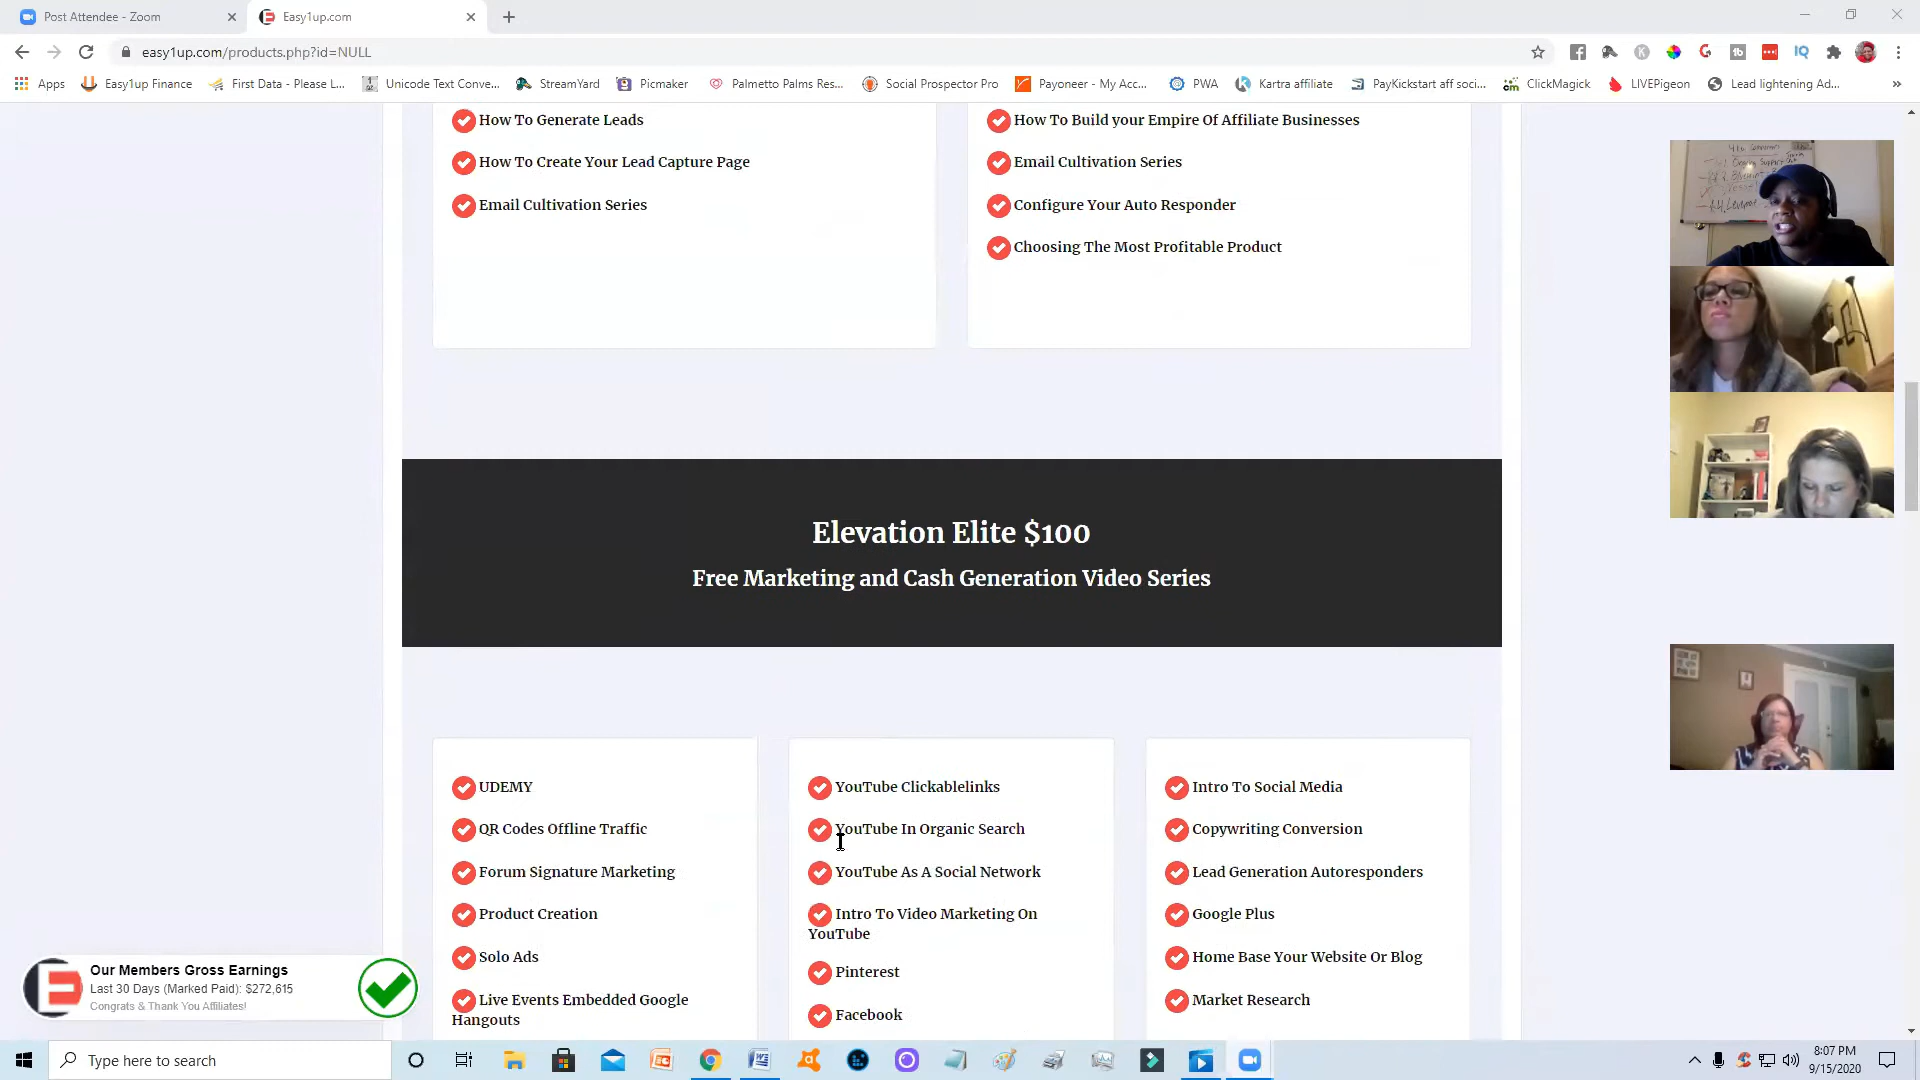 Post Attendee - Zoom
Easy1up.com
easy1up.com/products.php?id=NULL
Apps
Easy1up Finance
First Data - Please L...
Unicode Text Conve...
StreamYard
Picmaker
Palmetto Palms Res...
Social Prospector Pro
Payoneer - My Acc...
PWA
Kartra affiliate
PayKickstart aff soci...
ClickMagick
LIVEPigeon
Lead lightening Ad...
How To Generate Leads
How To Create Your Lead Capture Page
Email Cultivation Series
How To Build your Empire Of Affiliate Businesses
Email Cultivation Series
Configure Your Auto Responder
Choosing The Most Profitable Product
Elevation Elite $100
Free Marketing and Cash Generation Video Series
UDEMY
QR Codes Offline Traffic
Forum Signature Marketing
Product Creation
Solo Ads
Live Events Embedded Google
Hangouts
YouTube Clickablelinks
YouTube In Organic Search
YouTube As A Social Network
Intro To Video Marketing On
YouTube
Pinterest
Facebook
Intro To Social Media
Copywriting Conversion
Lead Generation Autoresponders
Google Plus
Home Base Your Website Or Blog
Market Research
Our Members Gross Earnings
Last 30 Days (Marked Paid): $272,615
Congrats & Thank You Affiliates!
Type here to search
8:07 PM
9/15/2020